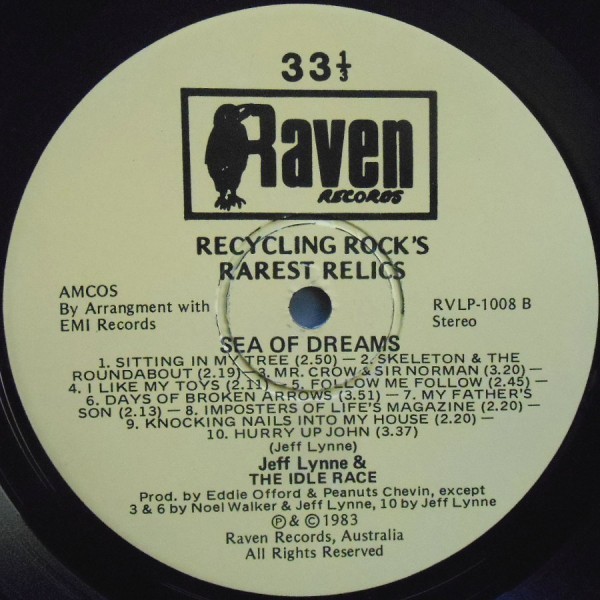 33⅓
Raven
RECORDS
RECYCLING ROCK'S
RAREST RELICS
AMCOS
By Arrangment with
EMI Records
RVLP-1008 B
Stereo
SEA OF DREAMS
1. SITTING IN MY TREE (2.50) — 2. SKELETON & THE
ROUNDABOUT (2.19) — 3. MR. CROW & SIR NORMAN (3.20) —
4. I LIKE MY TOYS (2.11) — 5. FOLLOW ME FOLLOW (2.45) —
6. DAYS OF BROKEN ARROWS (3.51) — 7. MY FATHER'S
SON (2.13) — 8. IMPOSTERS OF LIFE'S MAGAZINE (2.20) —
9. KNOCKING NAILS INTO MY HOUSE (2.20) —
10. HURRY UP JOHN (3.37)
(Jeff Lynne)
Jeff Lynne &
THE IDLE RACE
Prod. by Eddie Offord & Peanuts Chevin, except
3 & 6 by Noel Walker & Jeff Lynne, 10 by Jeff Lynne
℗ & © 1983
Raven Records, Australia
All Rights Reserved